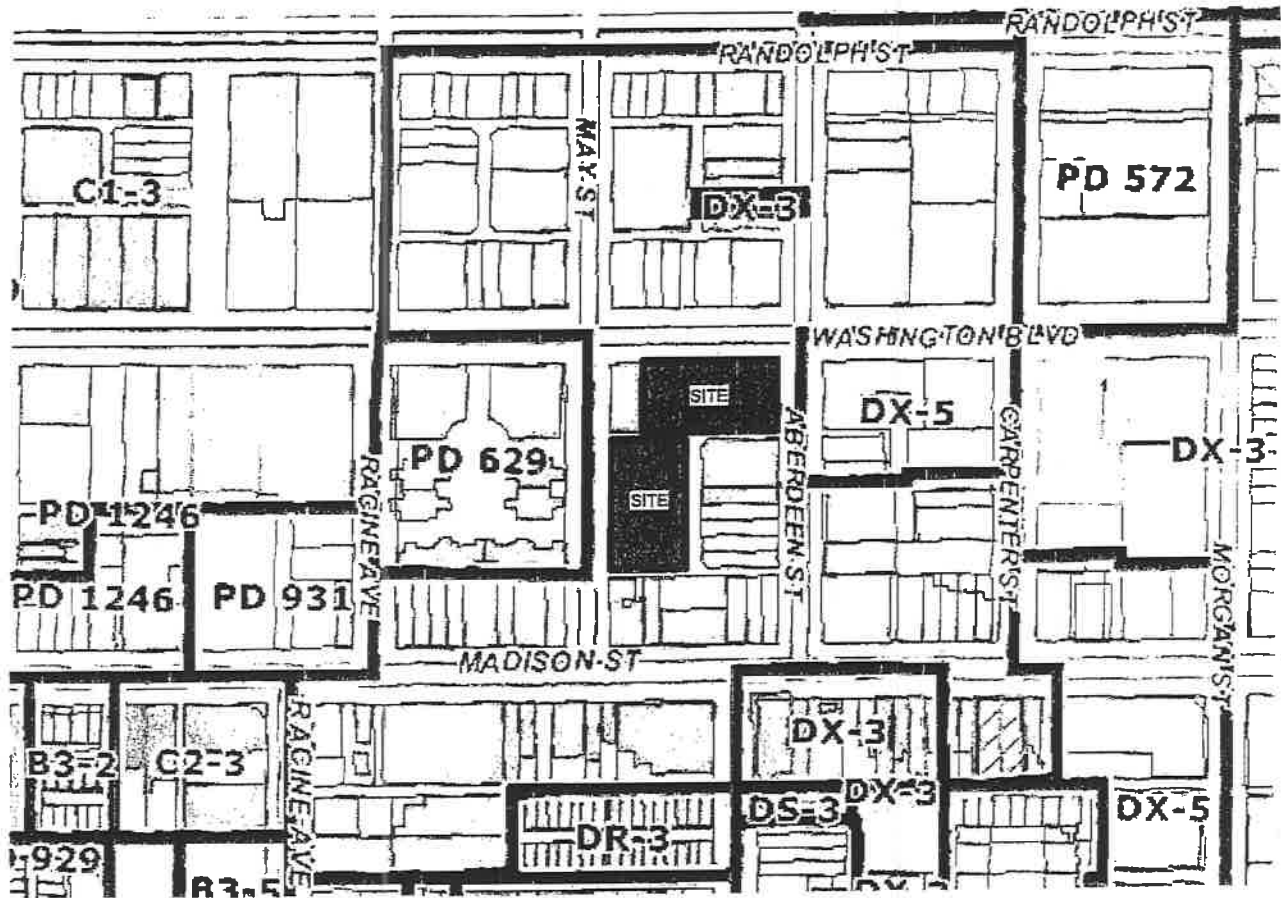 RANDOLPH ST
RANDOLPH ST
MAY ST
C1-3
DX-3
PD 572
WASHINGTON BLVD
SITE
ABERDEEN ST
DX-5
CARPENTER ST
DX-3
PD 629
RACINE AVE
SITE
PD 1246
PD 1246
PD 931
MORGAN ST
MADISON ST
RACINE AVE
B3-2
C2-3
DX-3
DX-3
DS-3
DX-5
DR-3
929
B3-5